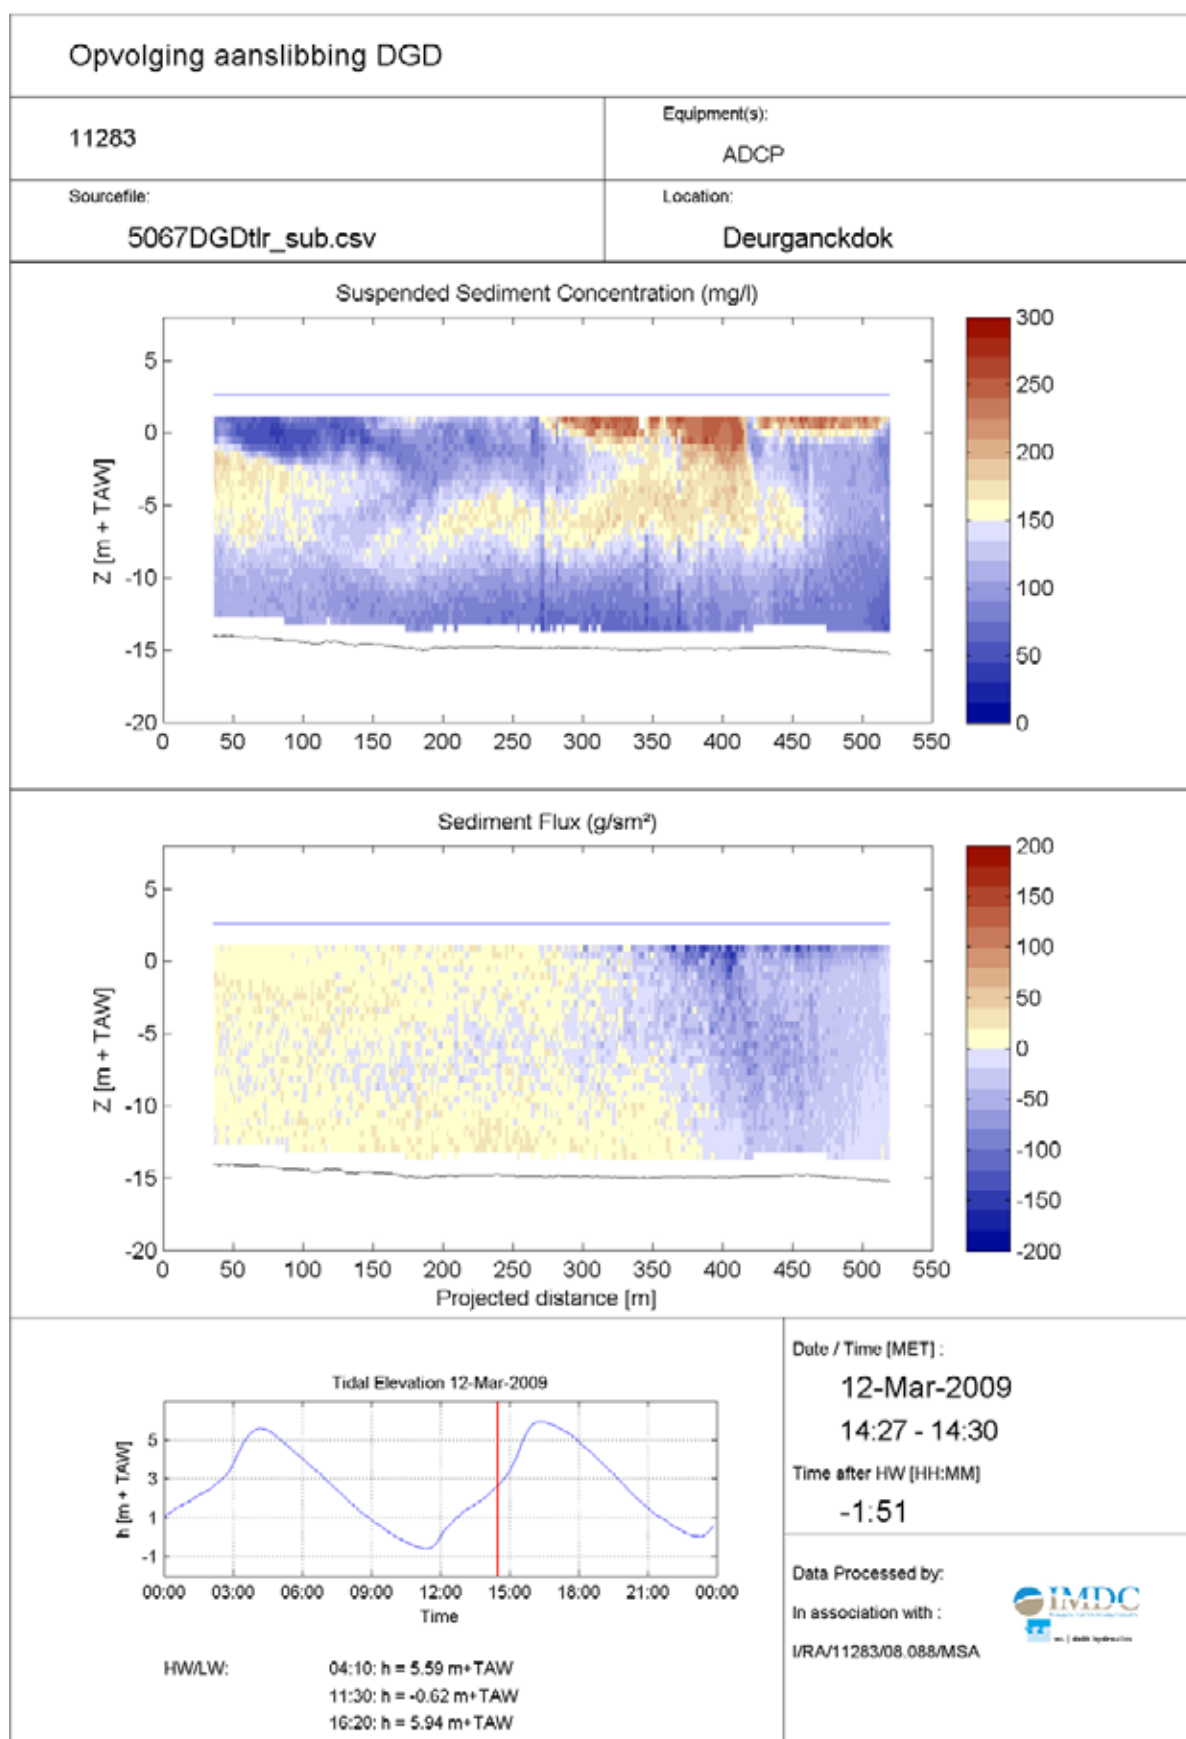 Opvolging aanslibbing DGD
11283
Equipment(s):
ADCP
Sourcefile:
5067DGDtlr_sub.csv
Location:
Deurganckdok
Suspended Sediment Concentration (mg/l)
Z [m + TAW]
5
0
-5
-10
-15
-20
0 50 100 150 200 250 300 350 400 450 500 550
300
250
200
150
100
50
0
Sediment Flux (g/sm²)
Z [m + TAW]
5
0
-5
-10
-15
-20
0 50 100 150 200 250 300 350 400 450 500 550
Projected distance [m]
200
150
100
50
0
-50
-100
-150
-200
Tidal Elevation 12-Mar-2009
h [m + TAW]
5
3
1
-1
00:00 03:00 06:00 09:00 12:00 15:00 18:00 21:00 00:00
Time
HW/LW:
04:10: h = 5.59 m+TAW
11:30: h = -0.62 m+TAW
16:20: h = 5.94 m+TAW
Date / Time [MET] :
12-Mar-2009
14:27 - 14:30
Time after HW [HH:MM]
-1:51
Data Processed by:
In association with :
I/RA/11283/08.088/MSA
IMDC
wl | delft hydraulics